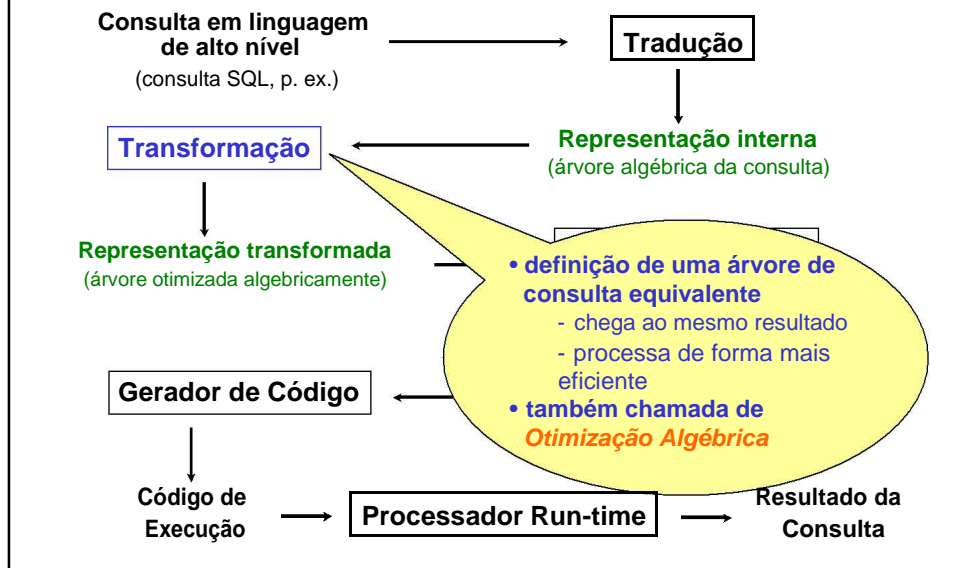 Consulta em linguagem
de alto nível
(consulta SQL, p. ex.)
Tradução
Transformação
Representação interna
(árvore algébrica da consulta)
Representação transformada
(árvore otimizada algebricamente)
• definição de uma árvore de
consulta equivalente
- chega ao mesmo resultado
- processa de forma mais
eficiente
• também chamada de
Otimização Algébrica
Gerador de Código
Código de
Execução
Processador Run-time
Resultado da
Consulta